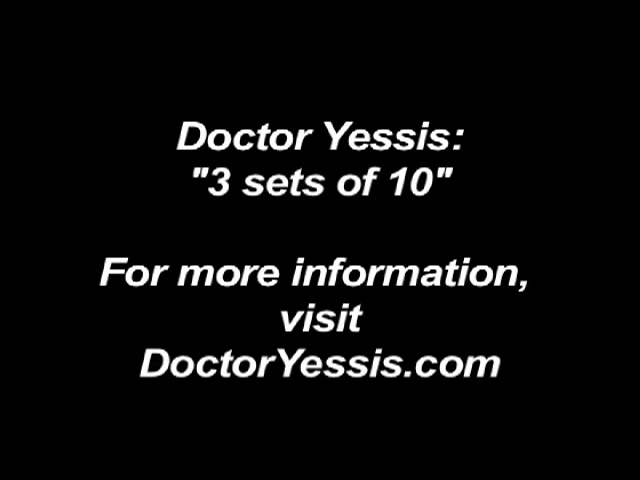 Doctor Yessis:
"3 sets of 10"
For more information,
visit
DoctorYessis.com